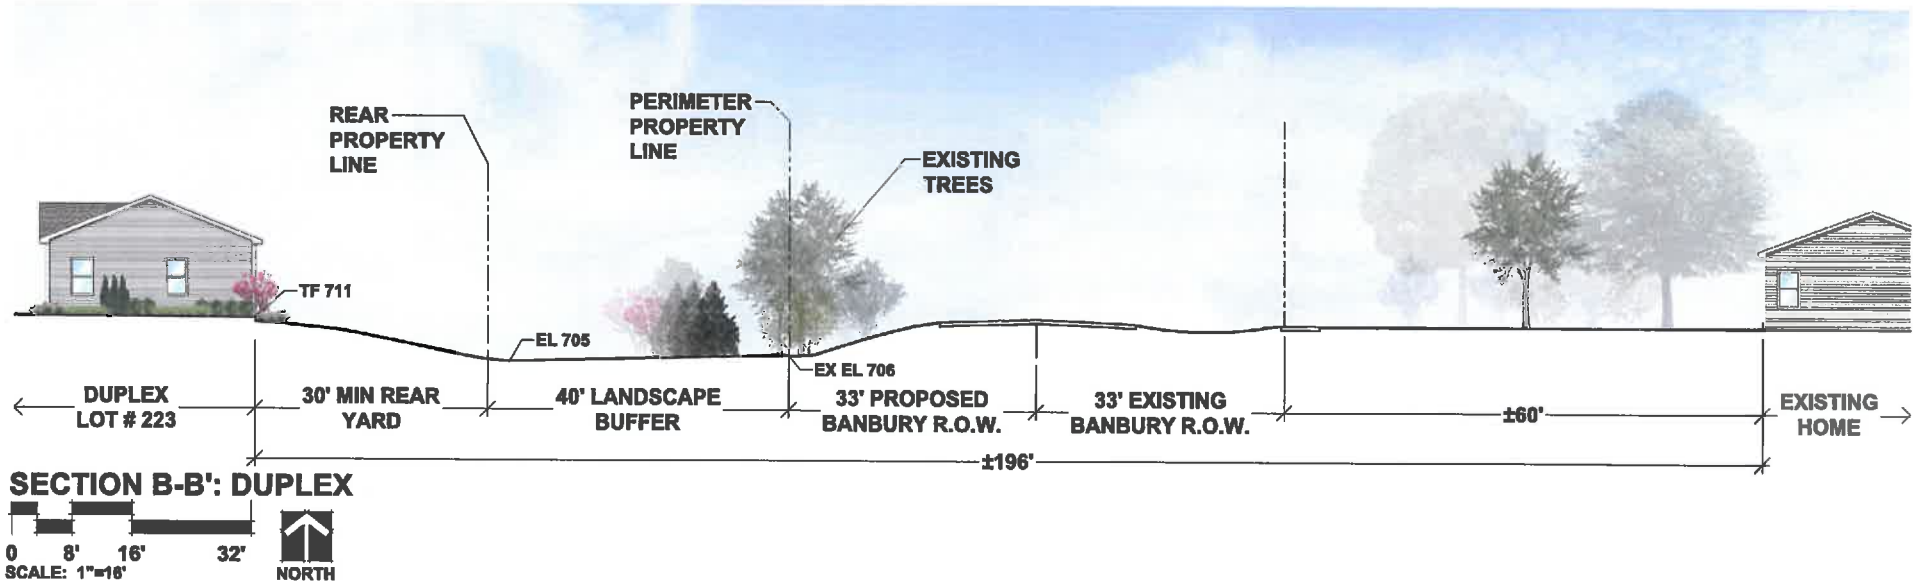 REAR
PROPERTY
LINE
PERIMETER
PROPERTY
LINE
EXISTING
TREES
TF 711
EL 705
EX EL 706
DUPLEX
LOT # 223
30' MIN REAR
YARD
40' LANDSCAPE
BUFFER
33' PROPOSED
BANBURY R.O.W.
33' EXISTING
BANBURY R.O.W.
±60'
EXISTING
HOME
±196'
SECTION B-B': DUPLEX
0 8' 16' 32'
SCALE: 1"=16'
NORTH